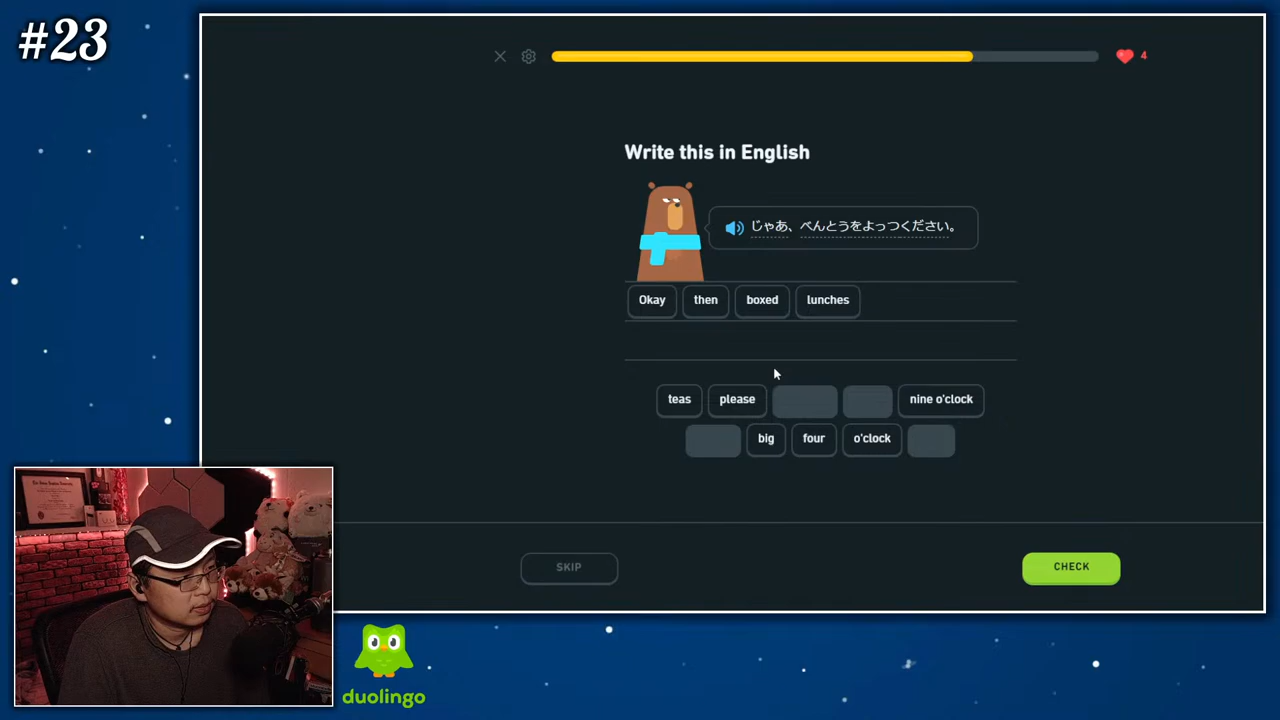 #23
4
Write this in English
じゃあ、べんとうをよっつください。
Okay then boxed lunches
teas please nine o'clock
big four o'clock
SKIP
CHECK
duolingo